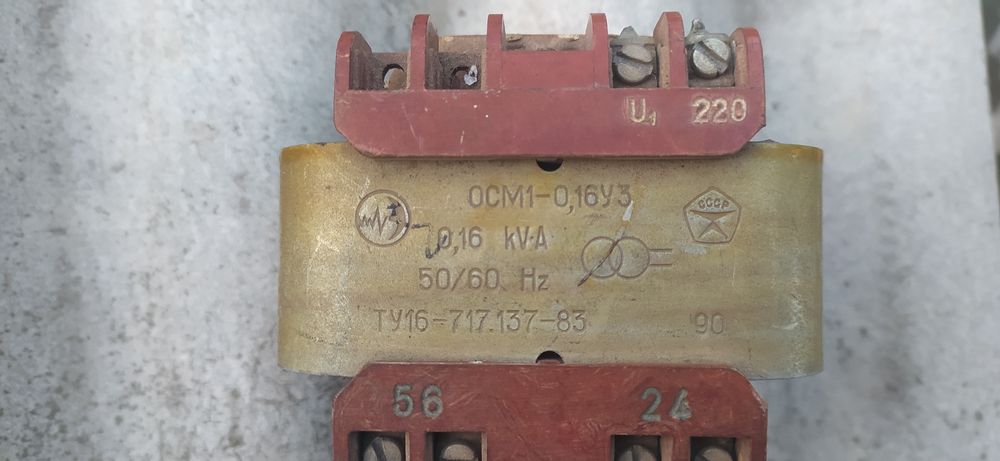 U₁ 220
ОСМ1-0,16У3
СССР
0,16 kV·A
50/60 Hz
ТУ16-717.137-83 90
56 24